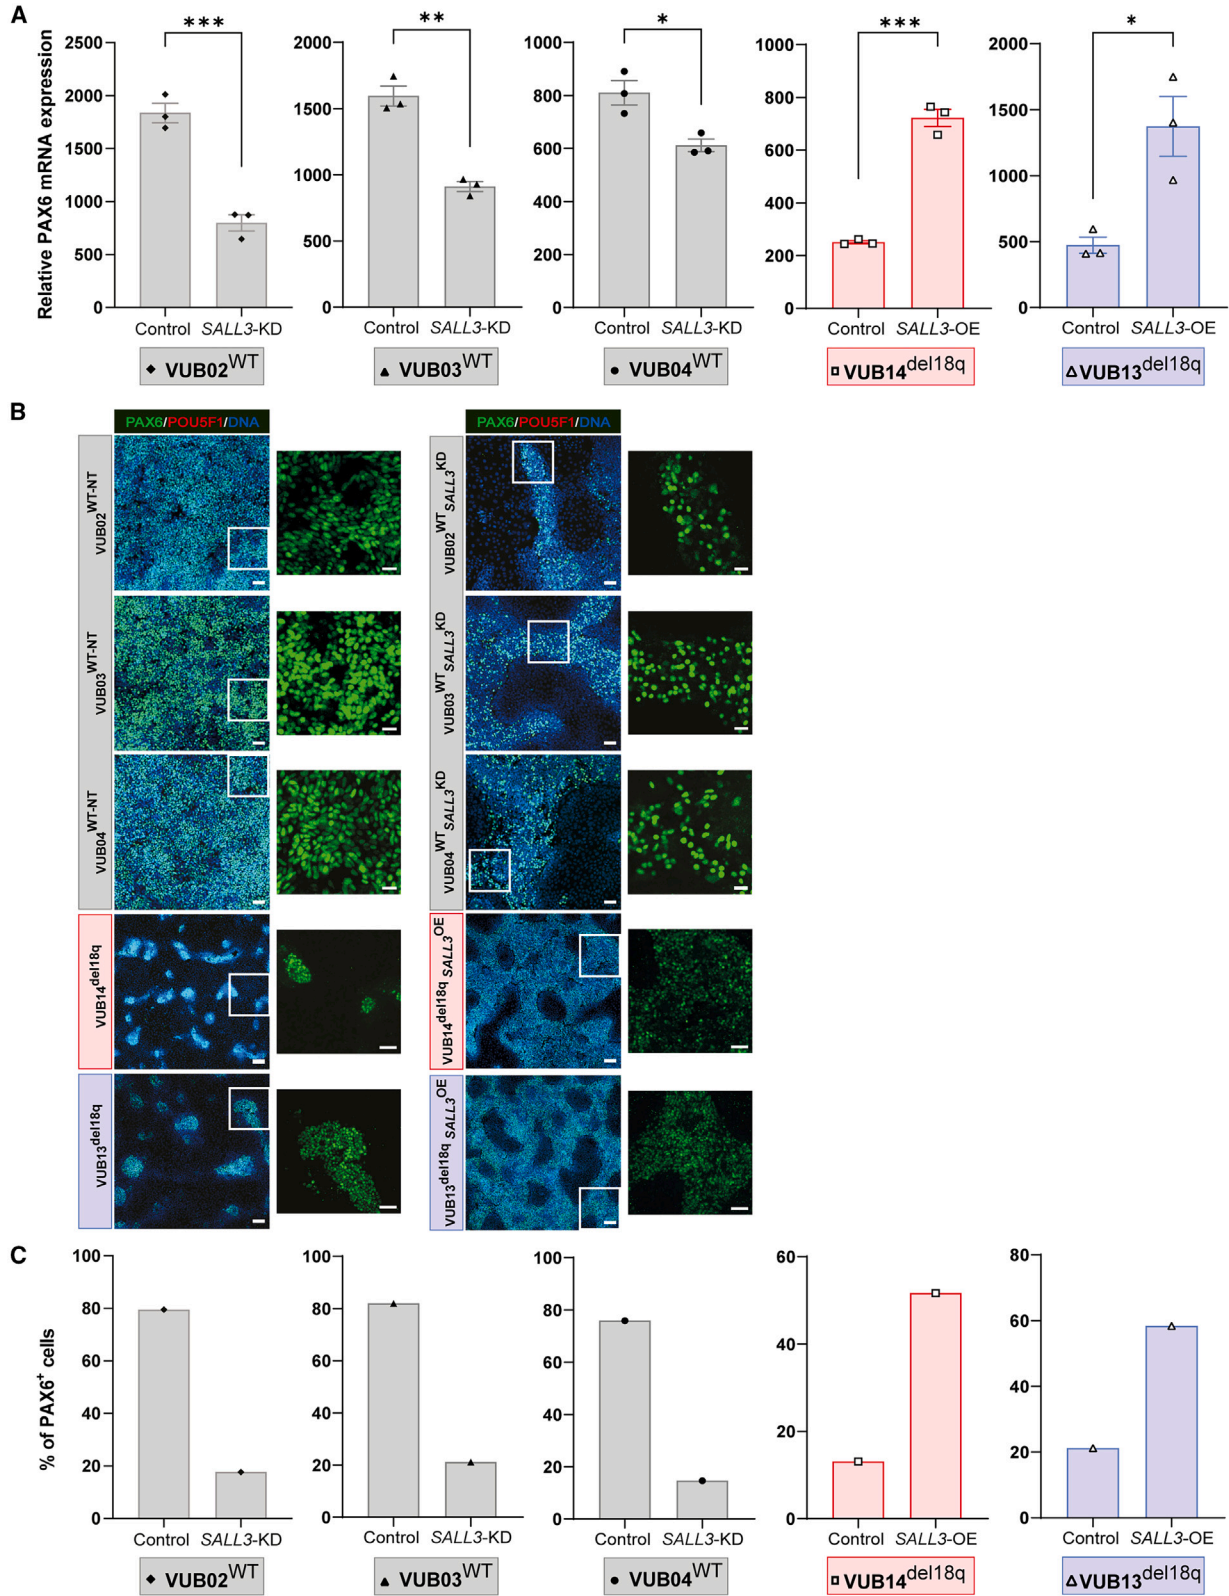 A
Relative PAX6 mRNA expression
*** ** * *** *
2500 2000 1000 1000 2000
2000 1500 800 800 1500
1500 1000 600 600 1000
1000 500 400 400 500
500 0 200 200 0
0 0 0
Control SALL3-KD Control SALL3-KD Control SALL3-KD Control SALL3-OE Control SALL3-OE
VUB02WT VUB03WT VUB04WT VUB14del18q VUB13del18q
B
PAX6/POU5F1/DNA PAX6/POU5F1/DNA
VUB02WT-NT VUB02WT SALL3KD
VUB03WT-NT VUB03WT SALL3KD
VUB04WT-NT VUB04WT SALL3KD
VUB14del18q VUB14del18q SALL3OE
VUB13del18q VUB13del18q SALL3OE
C
% of PAX6+ cells
100 100 100 60 80
80 80 80 40 60
60 60 60 20 40
40 40 40 0 20
20 20 20 0
0 0 0
Control SALL3-KD Control SALL3-KD Control SALL3-KD Control SALL3-OE Control SALL3-OE
VUB02WT VUB03WT VUB04WT VUB14del18q VUB13del18q